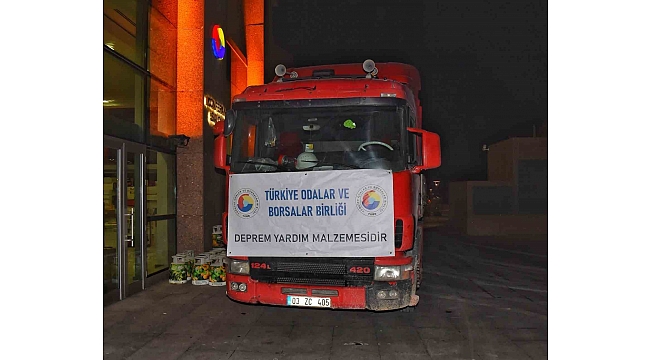 TÜRKİYE ODALAR VE
BORSALAR BİRLİĞİ
DEPREM YARDIM MALZEMESİDİR
124L
420
03 ZC 405